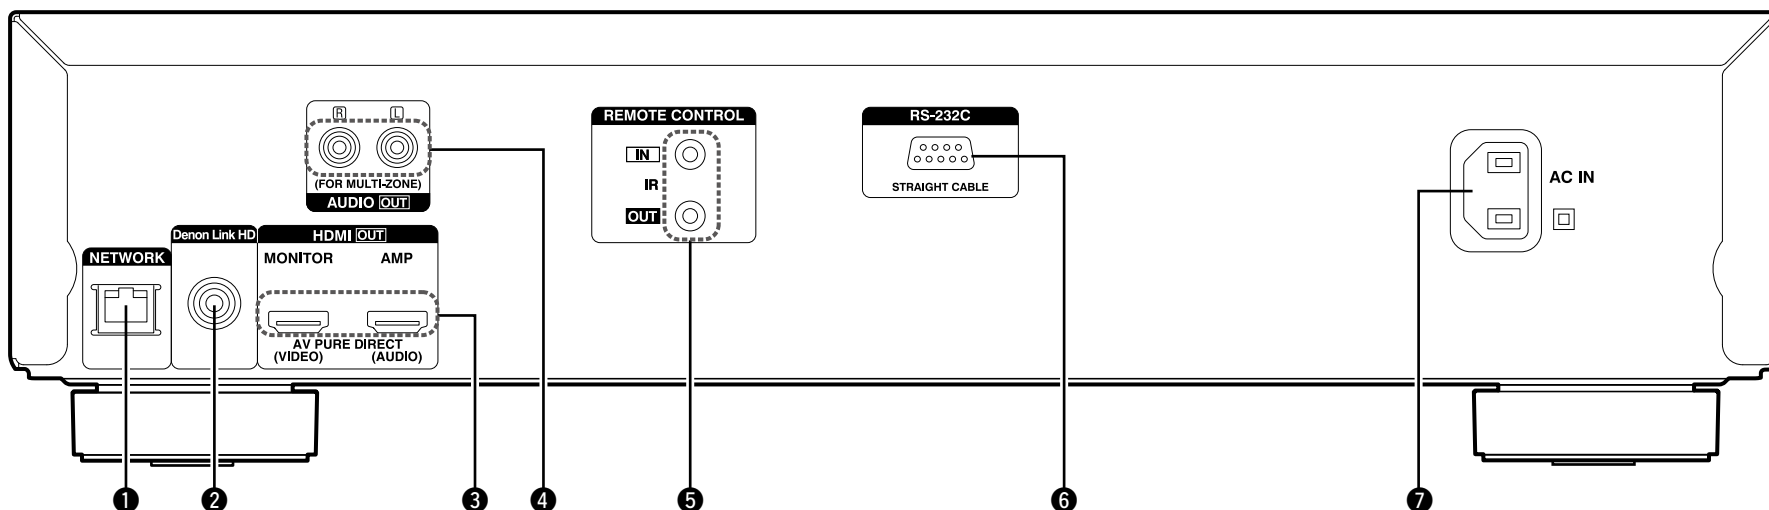 R L
(FOR MULTI-ZONE)
AUDIO OUT
REMOTE CONTROL
IN
IR
OUT
RS-232C
STRAIGHT CABLE
AC IN
NETWORK
Denon Link HD
HDMI OUT
MONITOR AMP
AV PURE DIRECT
(VIDEO) (AUDIO)
1 2 3 4 5 6 7